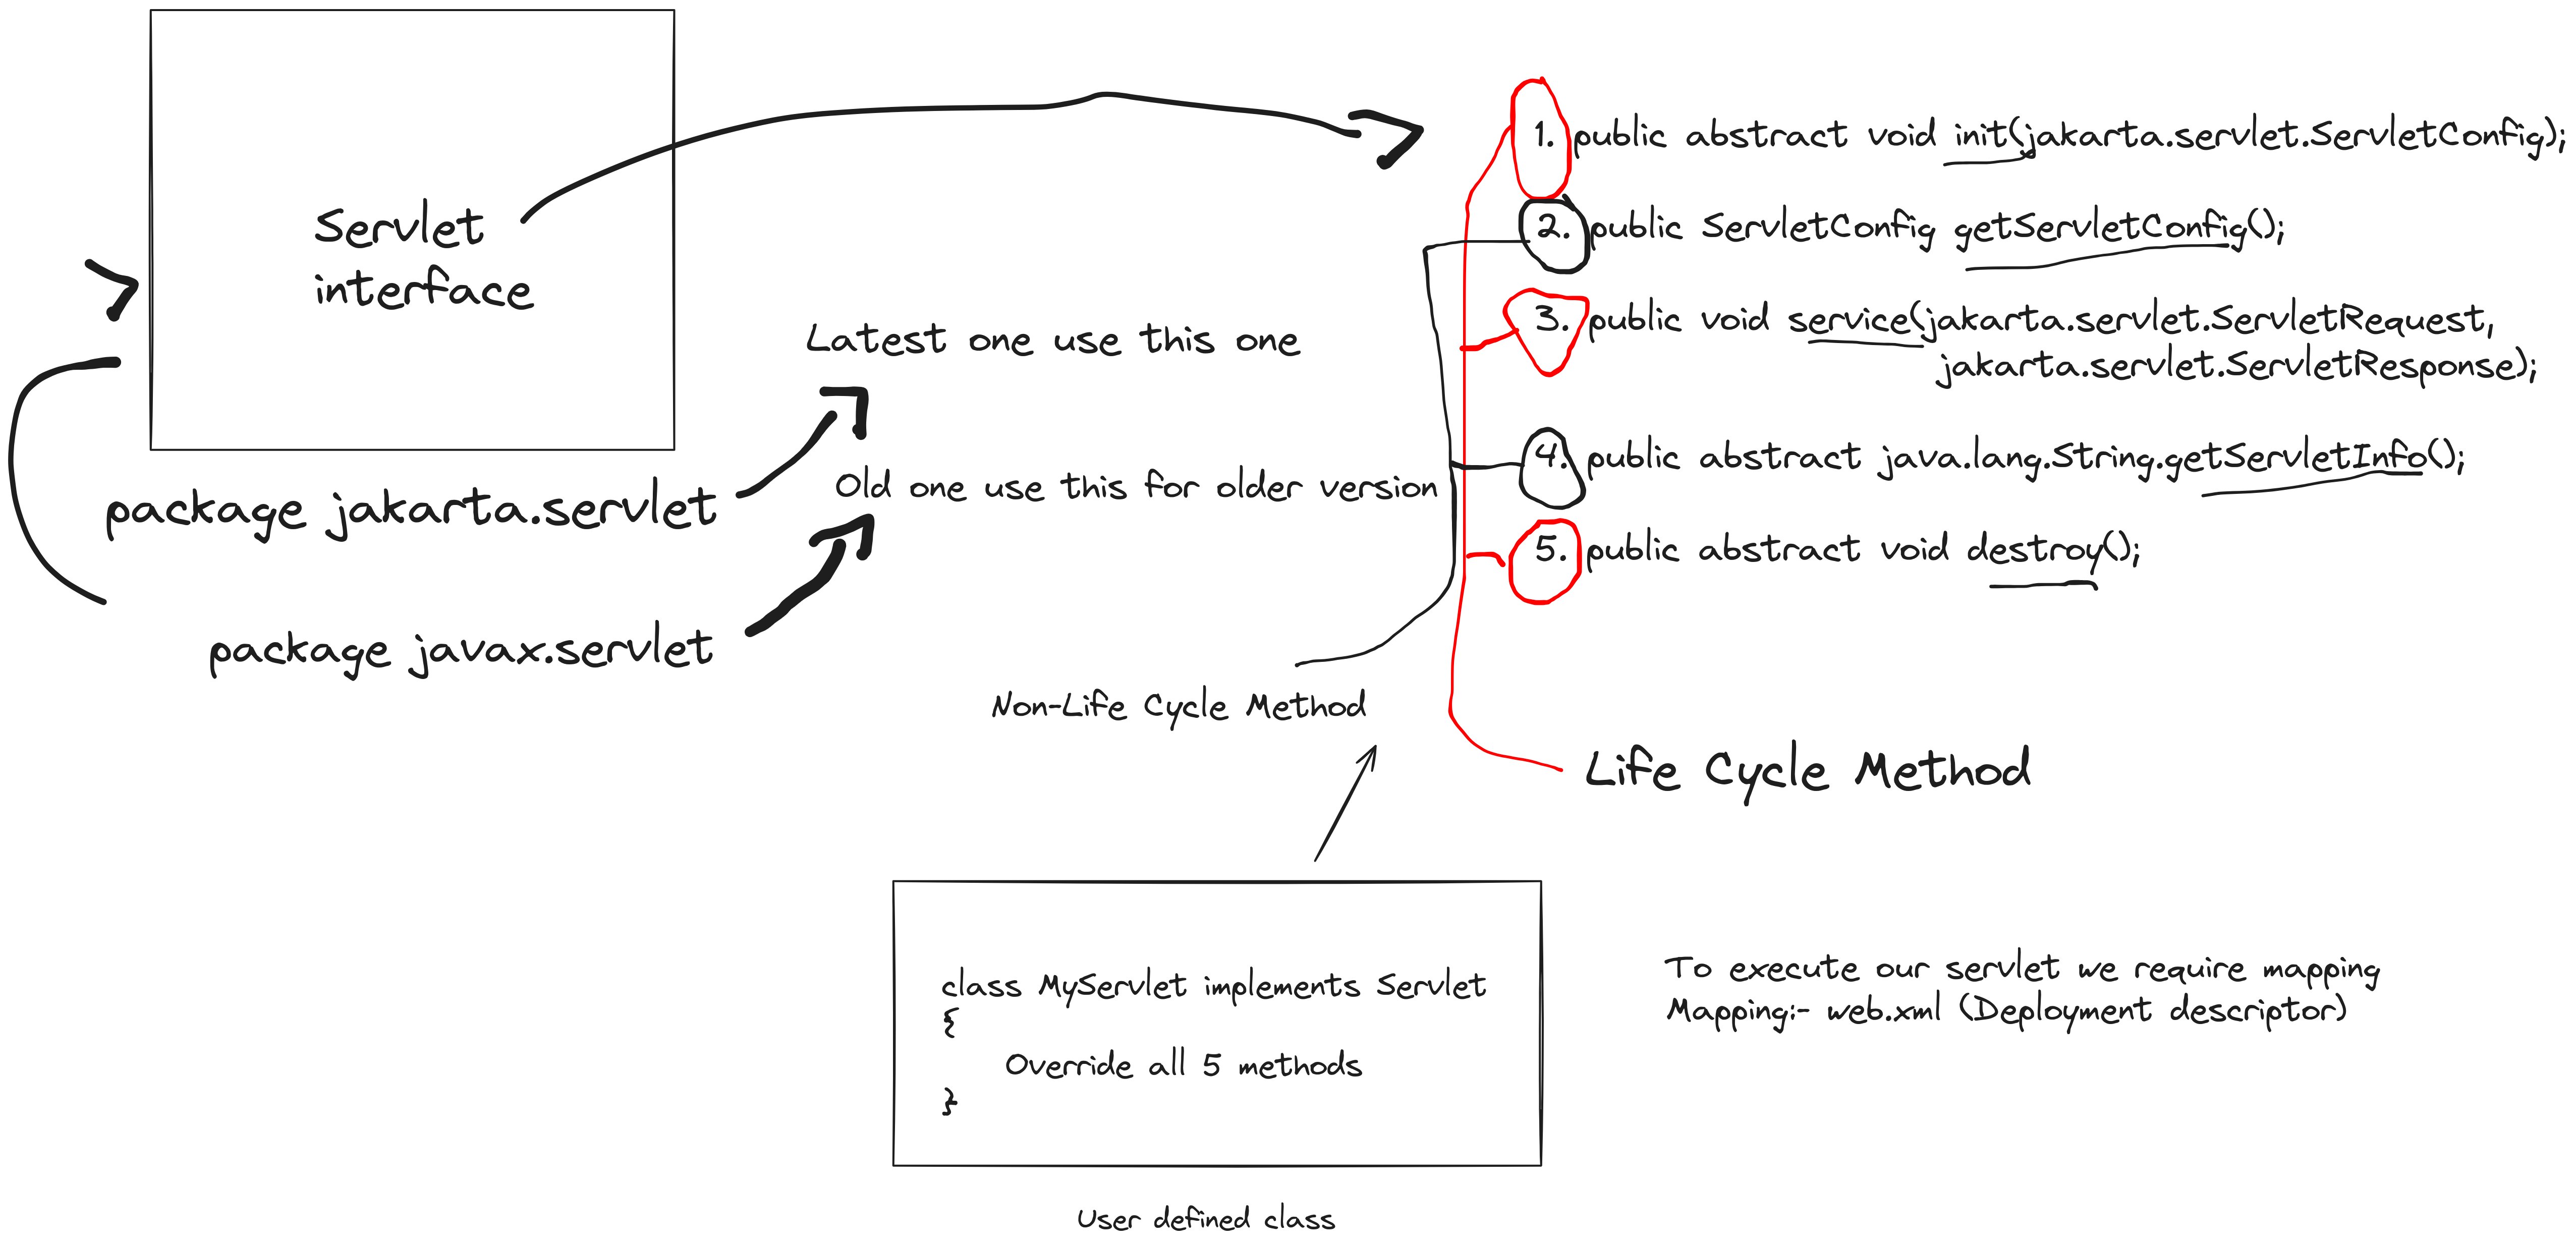 Servlet
interface
package jakarta.servlet
package javax.servlet
Latest one use this one
Old one use this for older version
1. public abstract void init(jakarta.servlet.ServletConfig);
2. public ServletConfig getServletConfig();
3. public void service(jakarta.servlet.ServletRequest,
jakarta.servlet.ServletResponse);
4. public abstract java.lang.String.getServletInfo();
5. public abstract void destroy();
Non-Life Cycle Method
Life Cycle Method
class MyServlet implements Servlet
{
Override all 5 methods
}
User defined class
To execute our servlet we require mapping
Mapping:- web.xml (Deployment descriptor)